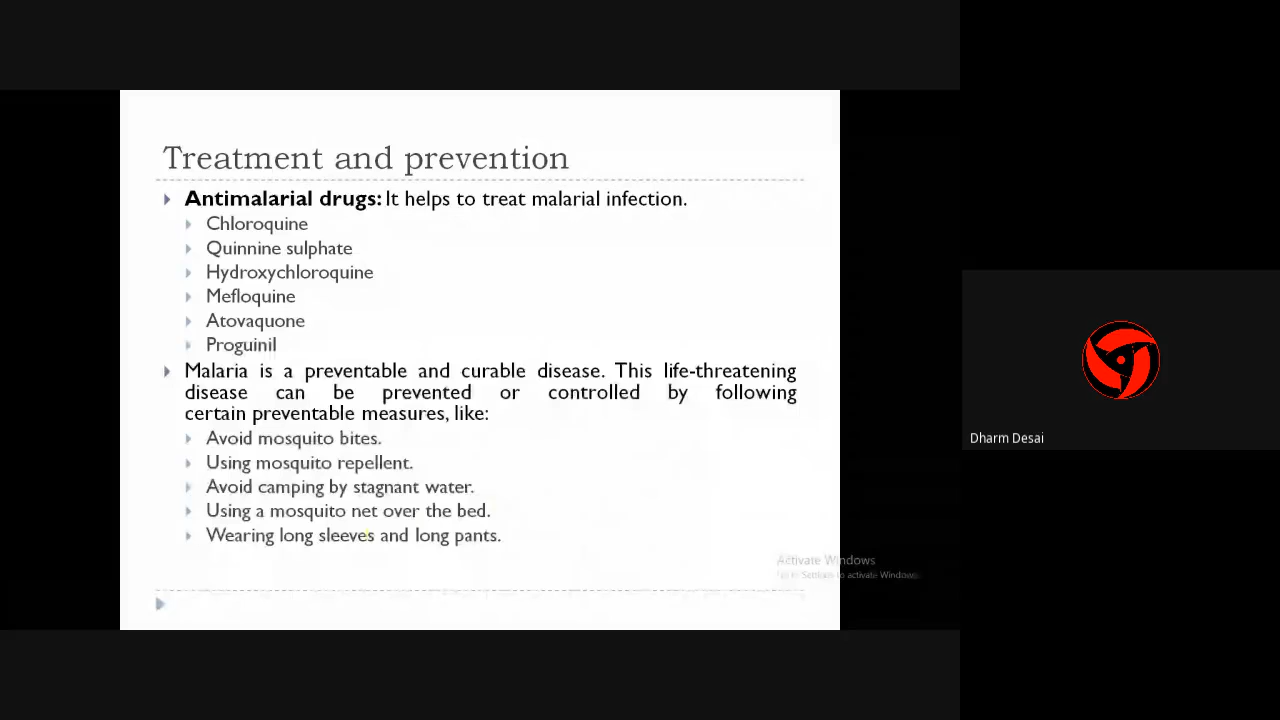 Treatment and prevention
Antimalarial drugs: It helps to treat malarial infection.
Chloroquine
Quinnine sulphate
Hydroxychloroquine
Mefloquine
Atovaquone
Proguinil
Malaria is a preventable and curable disease. This life-threatening
disease can be prevented or controlled by following
certain preventable measures, like:
Avoid mosquito bites.
Using mosquito repellent.
Avoid camping by stagnant water.
Using a mosquito net over the bed.
Wearing long sleeves and long pants.
Activate Windows
Go to Settings to activate Windows.
Dharm Desai